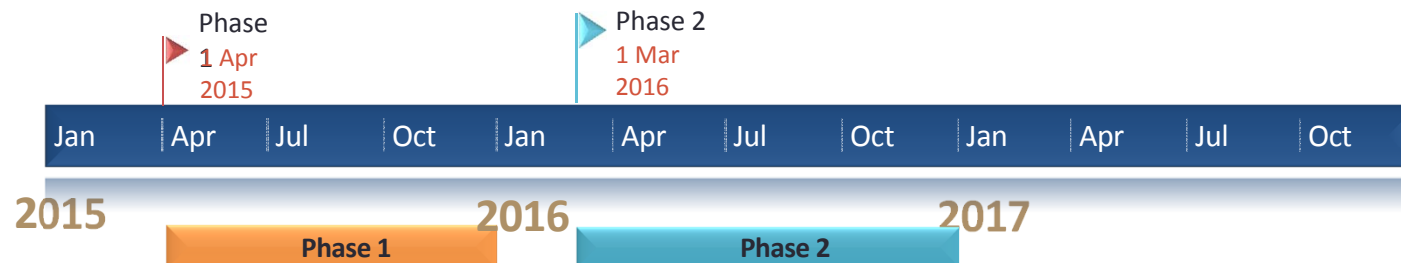 Phase
1 Apr
2015
Phase 2
1 Mar
2016
Jan Apr Jul Oct Jan Apr Jul Oct Jan Apr Jul Oct
2015 2016 2017
Phase 1 Phase 2